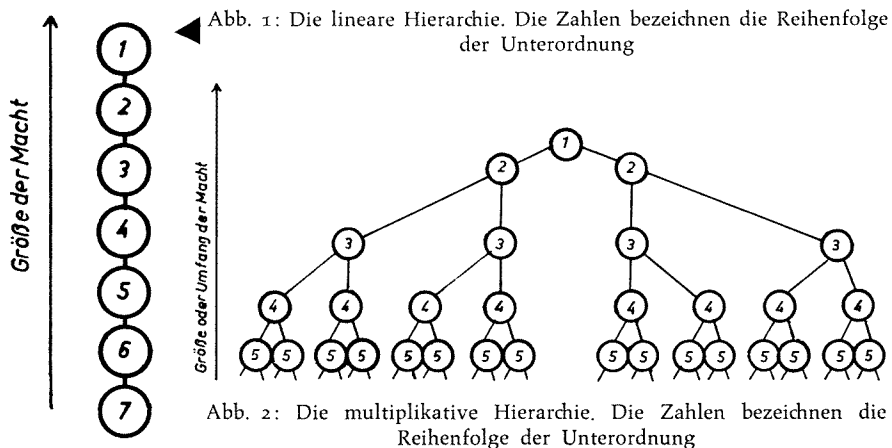 Abb. 1: Die lineare Hierarchie. Die Zahlen bezeichnen die Reihenfolge
der Unterordnung
Größe der Macht
1
2
3
4
5
6
7
Größe oder Umfang der Macht
1
2 2
3 3 3 3
4 4 4 4 4 4 4 4
5 5 5 5 5 5 5 5 5 5 5 5 5 5 5 5
Abb. 2: Die multiplikative Hierarchie. Die Zahlen bezeichnen die
Reihenfolge der Unterordnung